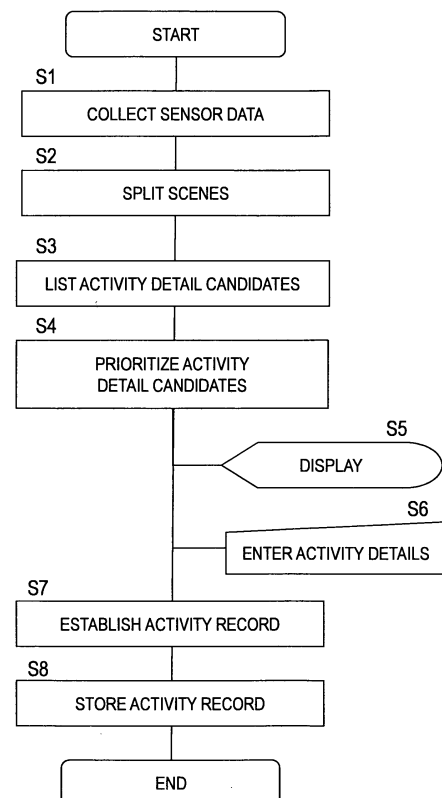 START
S1
COLLECT SENSOR DATA
S2
SPLIT SCENES
S3
LIST ACTIVITY DETAIL CANDIDATES
S4
PRIORITIZE ACTIVITY
DETAIL CANDIDATES
S5
DISPLAY
S6
ENTER ACTIVITY DETAILS
S7
ESTABLISH ACTIVITY RECORD
S8
STORE ACTIVITY RECORD
END